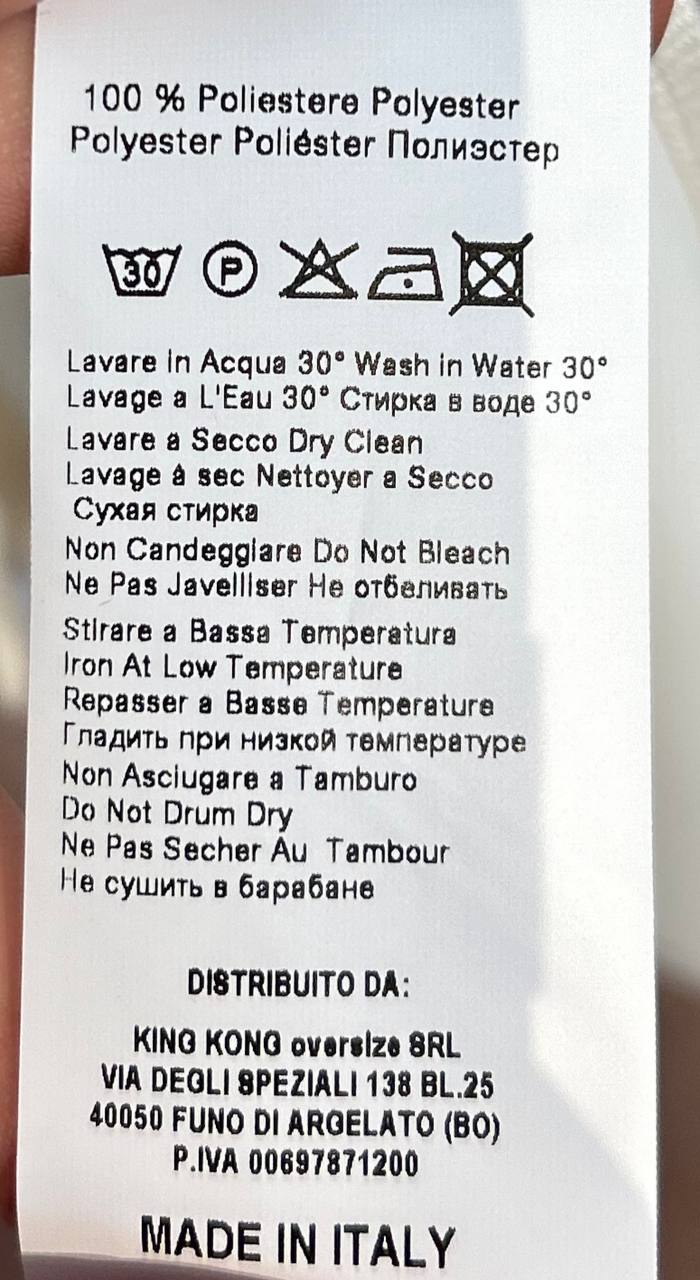 100 % Poliestere Polyester
Polyester Poliéster Полиэстер
30 P
Lavare in Acqua 30° Wash in Water 30°
Lavage a L'Eau 30° Стирка в воде 30°
Lavare a Secco Dry Clean
Lavage à sec Nettoyer a Secco
Сухая стирка
Non Candeggiare Do Not Bleach
Ne Pas Javelliser Не отбеливать
Stirare a Bassa Temperatura
Iron At Low Temperature
Repasser a Basse Temperature
Гладить при низкой температуре
Non Asciugare a Tamburo
Do Not Drum Dry
Ne Pas Secher Au Tambour
Не сушить в барабане
DISTRIBUITO DA:
KING KONG oversize SRL
VIA DEGLI SPEZIALI 138 BL.25
40050 FUNO DI ARGELATO (BO)
P.IVA 00697871200
MADE IN ITALY